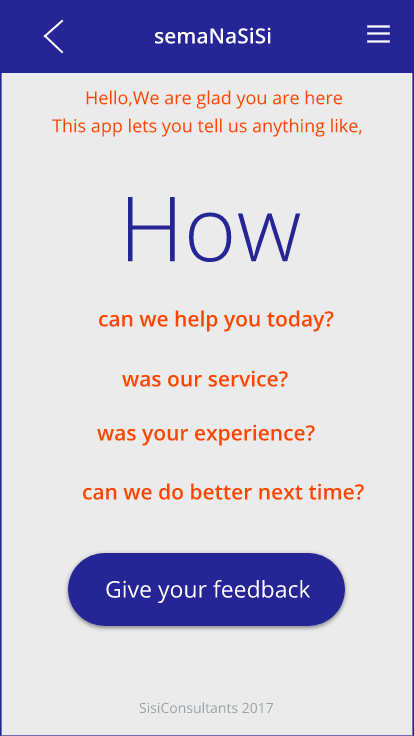 semaNaSiSi
Hello,We are glad you are here
This app lets you tell us anything like,
How
can we help you today?
was our service?
was your experience?
can we do better next time?
Give your feedback
SisiConsultants 2017